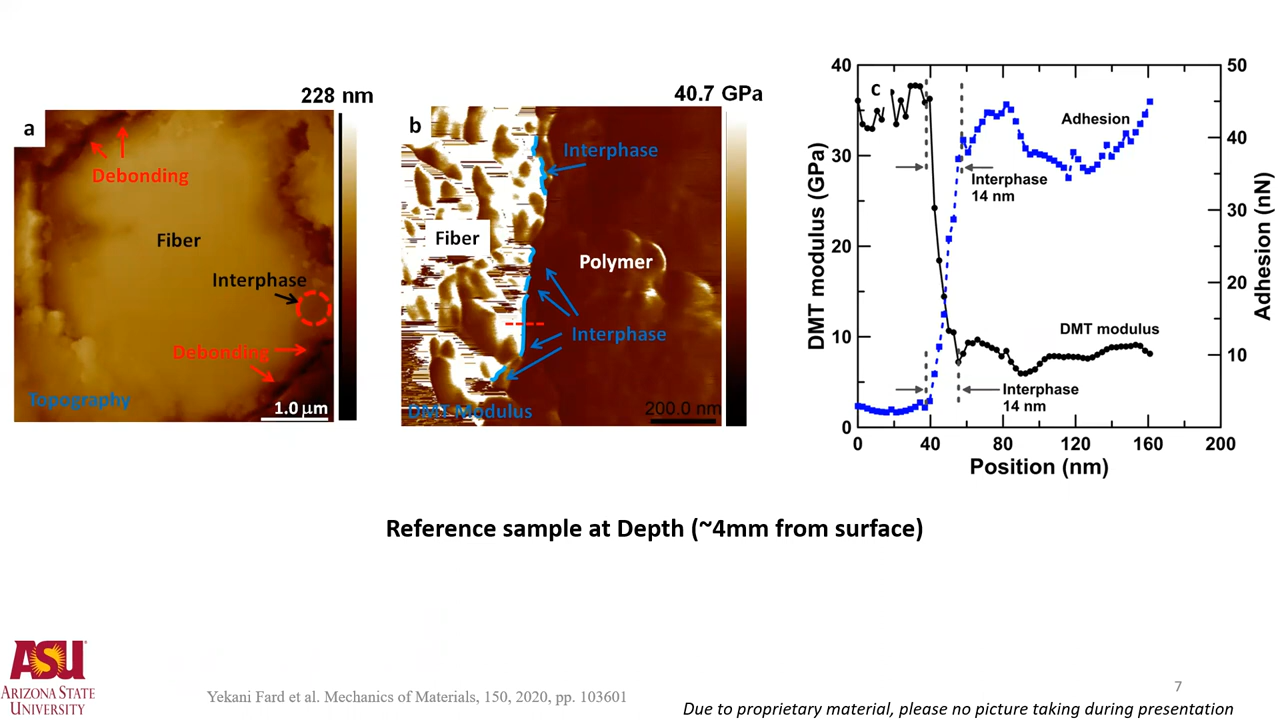 228 nm
a
Debonding
Fiber
Interphase
Debonding
Topography
1.0 µm
40.7 GPa
b
Interphase
Fiber
Polymer
Interphase
DMT Modulus
200.0 nm
40
30
20
10
0
DMT modulus (GPa)
c
Adhesion
Interphase
14 nm
DMT modulus
Interphase
14 nm
50
40
30
20
10
Adhesion (nN)
0 40 80 120 160 200
Position (nm)
Reference sample at Depth (~4mm from surface)
ASU
ARIZONA STATE
UNIVERSITY
Yekani Fard et al. Mechanics of Materials, 150, 2020, pp. 103601
7
Due to proprietary material, please no picture taking during presentation